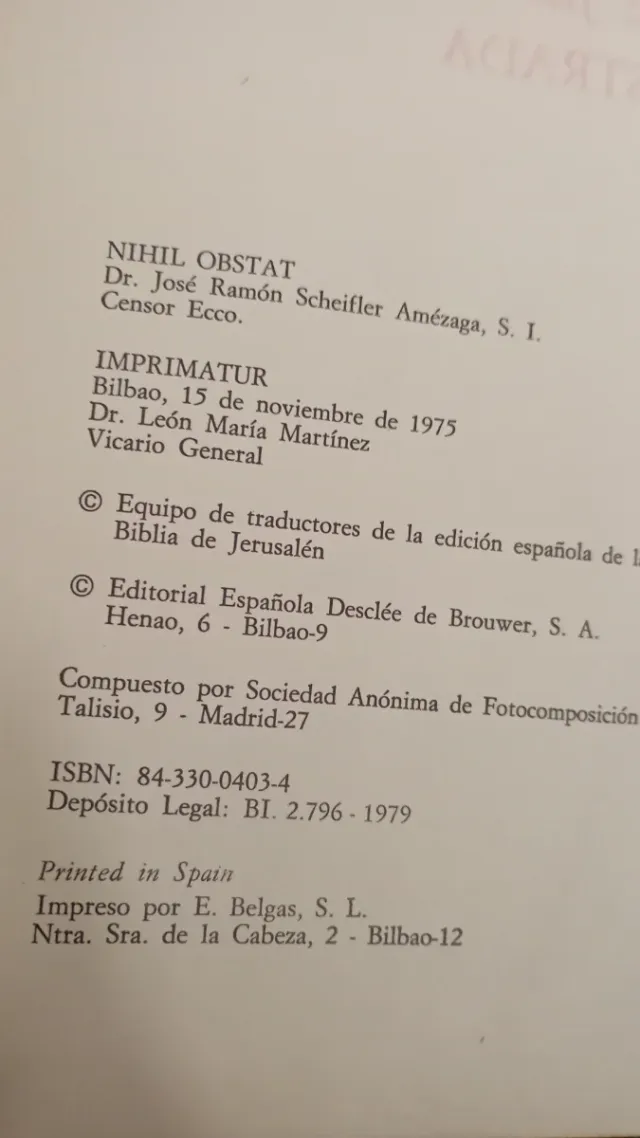 NIHIL OBSTAT
Dr. José Ramón Scheifler Amézaga, S. I.
Censor Ecco.
IMPRIMATUR
Bilbao, 15 de noviembre de 1975
Dr. León María Martínez
Vicario General
© Equipo de traductores de la edición española de
Biblia de Jerusalén
© Editorial Española Desclée de Brouwer, S. A.
Henao, 6 - Bilbao-9
Compuesto por Sociedad Anónima de Fotocomposición
Talisio, 9 - Madrid-27
ISBN: 84-330-0403-4
Depósito Legal: BI. 2.796 - 1979
Printed in Spain
Impreso por E. Belgas, S. L.
Ntra. Sra. de la Cabeza, 2 - Bilbao-12